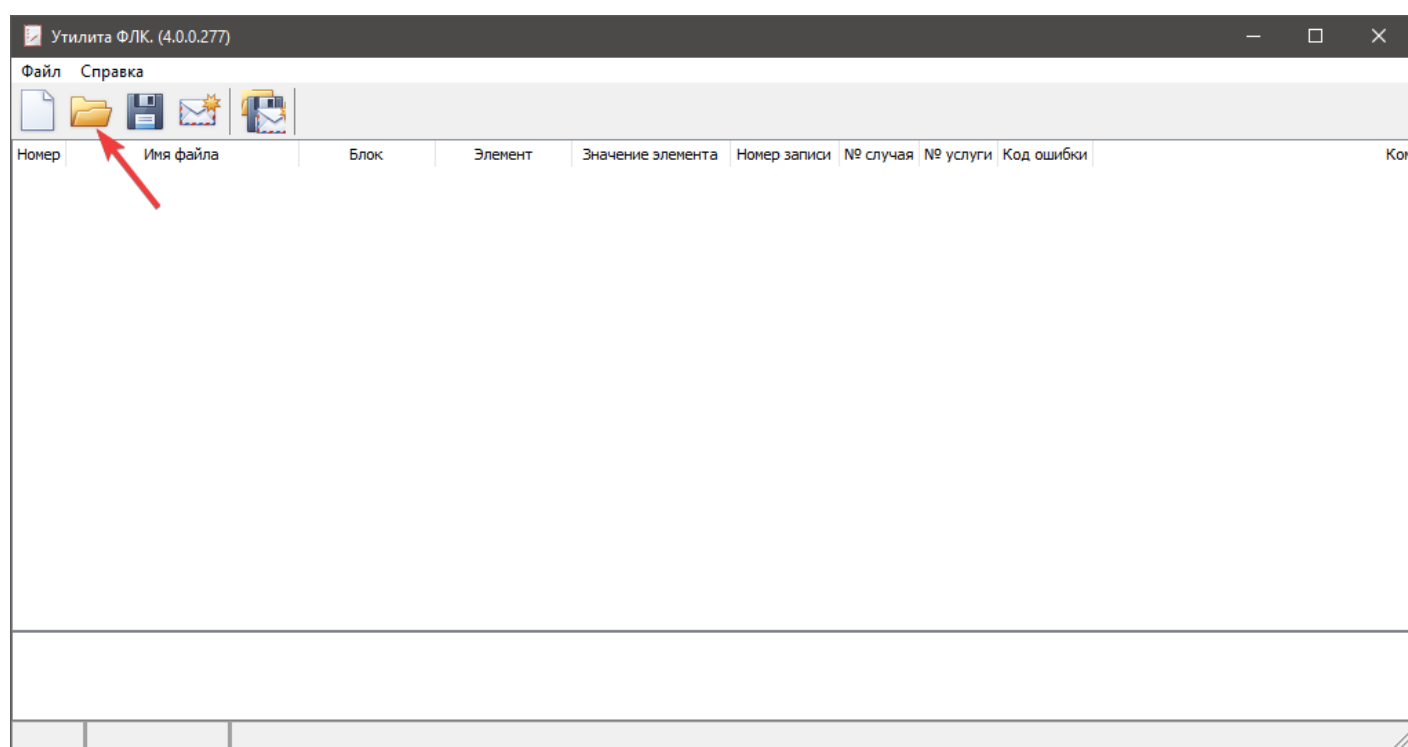 Утилита ФЛК. (4.0.0.277)
Файл Справка
Номер Имя файла Блок Элемент Значение элемента Номер записи № случая № услуги Код ошибки Ком